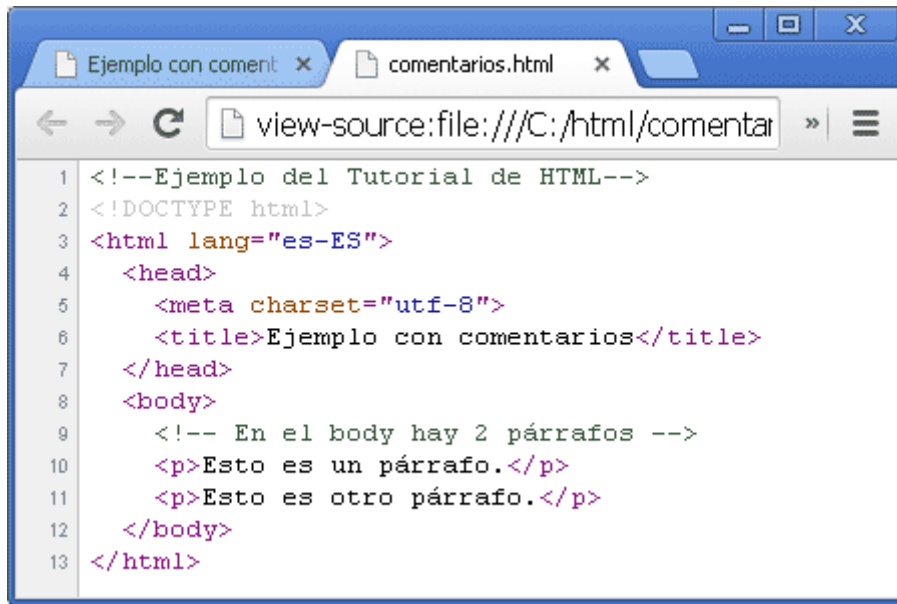 Ejemplo con coment
comentarios.html
view-source:file:///C:/html/comentar
1 <!--Ejemplo del Tutorial de HTML-->
2 <!DOCTYPE html>
3 <html lang="es-ES">
4 <head>
5 <meta charset="utf-8">
6 <title>Ejemplo con comentarios</title>
7 </head>
8 <body>
9 <!-- En el body hay 2 párrafos -->
10 <p>Esto es un párrafo.</p>
11 <p>Esto es otro párrafo.</p>
12 </body>
13 </html>